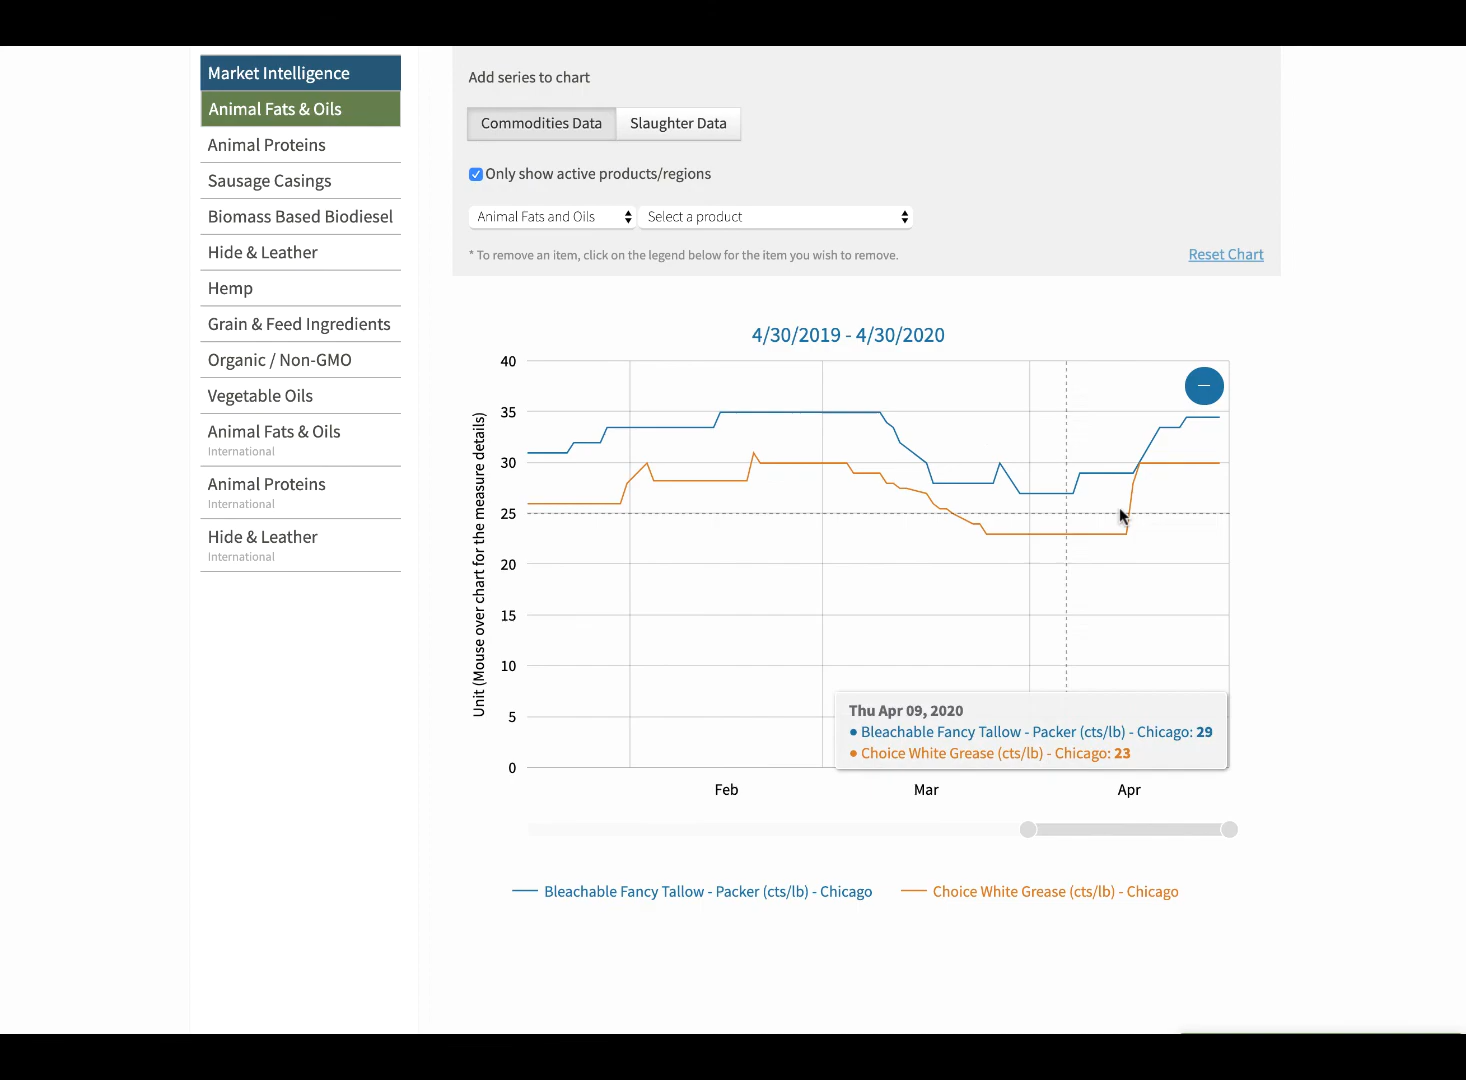 Market Intelligence
Animal Fats & Oils
Animal Proteins
Sausage Casings
Biomass Based Biodiesel
Hide & Leather
Hemp
Grain & Feed Ingredients
Organic / Non-GMO
Vegetable Oils
Animal Fats & Oils
International
Animal Proteins
International
Hide & Leather
International
Add series to chart
Commodities Data Slaughter Data
Only show active products/regions
Animal Fats and Oils Select a product
* To remove an item, click on the legend below for the item you wish to remove. Reset Chart
4/30/2019 - 4/30/2020
Unit (Mouse over chart for the measure details)
40
35
30
25
20
15
10
5
0
Thu Apr 09, 2020
Bleachable Fancy Tallow - Packer (cts/lb) - Chicago: 29
Choice White Grease (cts/lb) - Chicago: 23
Feb Mar Apr
Bleachable Fancy Tallow - Packer (cts/lb) - Chicago Choice White Grease (cts/lb) - Chicago